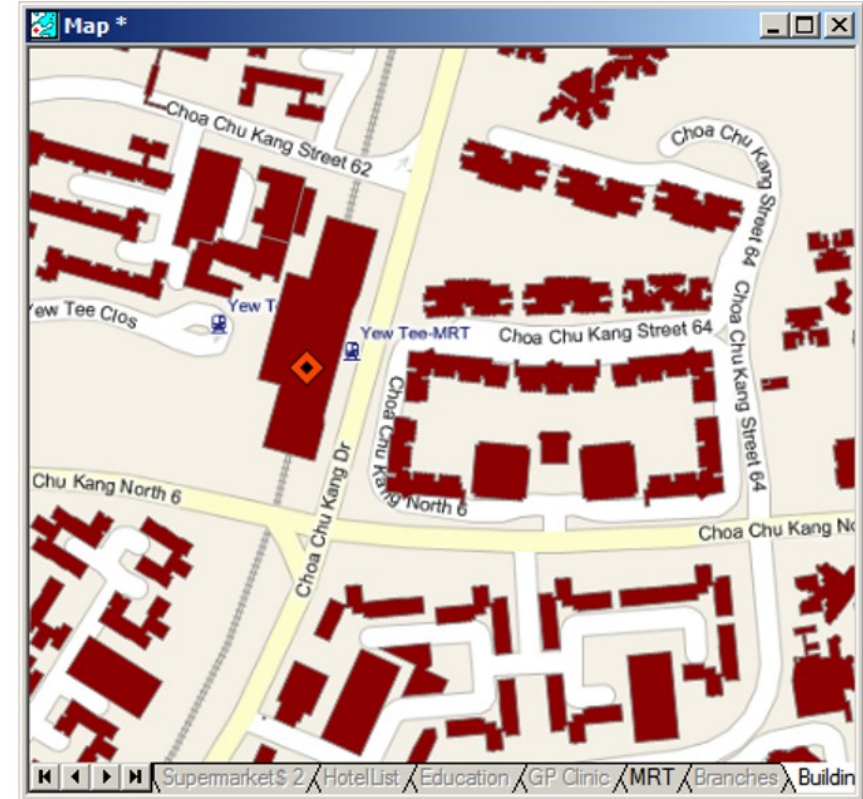 Map *
Choa Chu Kang Street 62
Choa Chu Kang Street 64
Yew Tee Clos
Yew T
Yew Tee-MRT
Choa Chu Kang Street 64
Choa Chu Kang Street 64
Choa Chu Kang North 6
Chu Kang North 6
Choa Chu Kang Dr
Choa Chu Kang No
Supermarket$ 2
HotelList
Education
GP Clinic
MRT
Branches
Buildin